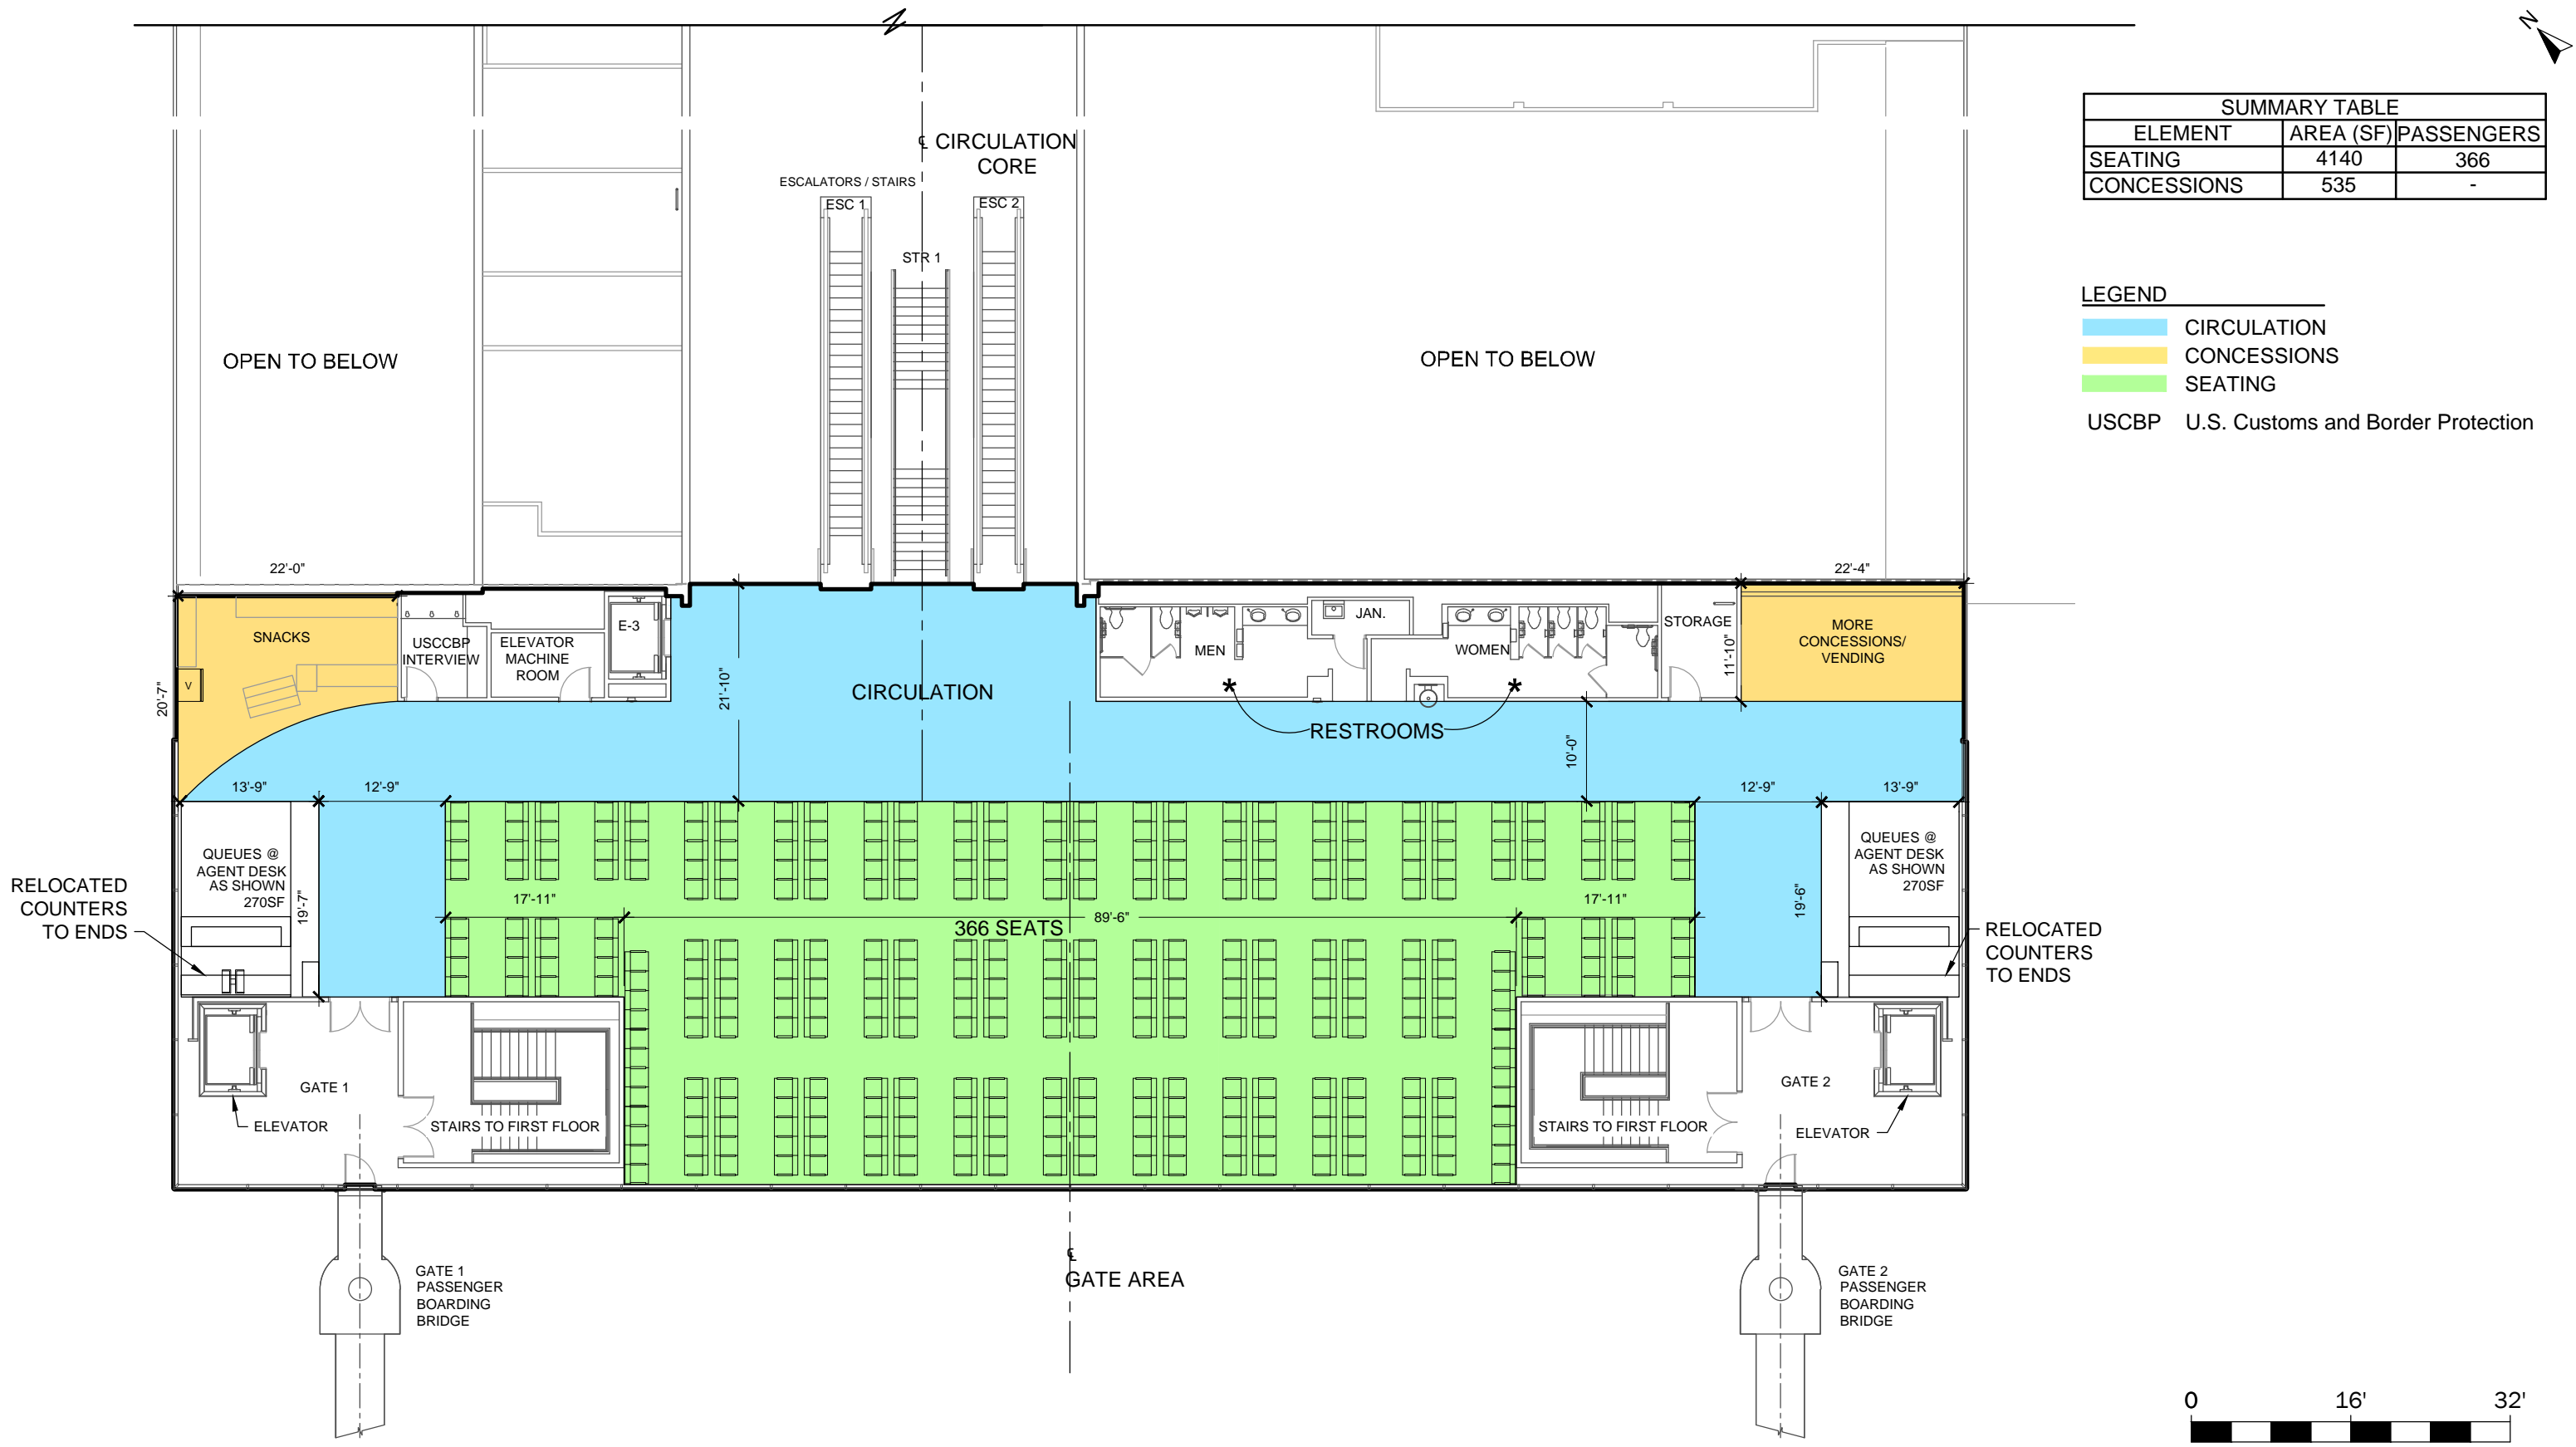 N
SUMMARY TABLE
ELEMENT AREA (SF) PASSENGERS
SEATING 4140 366
CONCESSIONS 535 -
LEGEND
CIRCULATION
CONCESSIONS
SEATING
USCBP U.S. Customs and Border Protection
℄ CIRCULATION
CORE
ESCALATORS / STAIRS
ESC 1
ESC 2
STR 1
OPEN TO BELOW
OPEN TO BELOW
22'-0"
22'-4"
SNACKS
V
20'-7"
USCCBP
INTERVIEW
ELEVATOR
MACHINE
ROOM
E-3
21'-10"
CIRCULATION
MEN
JAN.
WOMEN
STORAGE
11'-10"
MORE
CONCESSIONS/
VENDING
RESTROOMS
10'-0"
13'-9"
12'-9"
12'-9"
13'-9"
QUEUES @
AGENT DESK
AS SHOWN
270SF
19'-7"
RELOCATED
COUNTERS
TO ENDS
17'-11"
89'-6"
366 SEATS
17'-11"
19'-6"
QUEUES @
AGENT DESK
AS SHOWN
270SF
RELOCATED
COUNTERS
TO ENDS
GATE 1
ELEVATOR
STAIRS TO FIRST FLOOR
STAIRS TO FIRST FLOOR
GATE 2
ELEVATOR
℄
GATE AREA
GATE 1
PASSENGER
BOARDING
BRIDGE
GATE 2
PASSENGER
BOARDING
BRIDGE
0 16' 32'